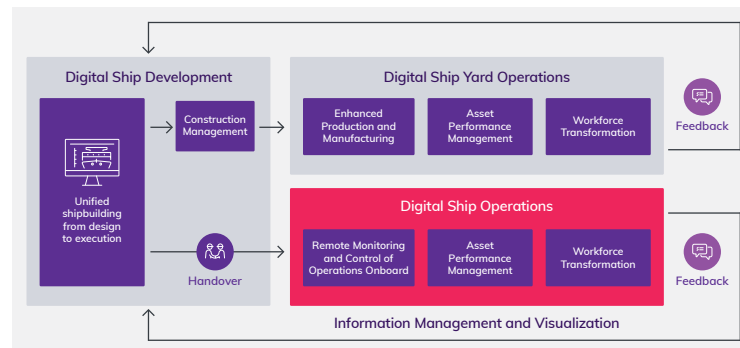 Digital Ship Development
Unified
shipbuilding
from design
to execution
Construction
Management
Handover
Digital Ship Yard Operations
Enhanced
Production and
Manufacturing
Asset
Performance
Management
Workforce
Transformation
Feedback
Digital Ship Operations
Remote Monitoring
and Control of
Operations Onboard
Asset
Performance
Management
Workforce
Transformation
Feedback
Information Management and Visualization